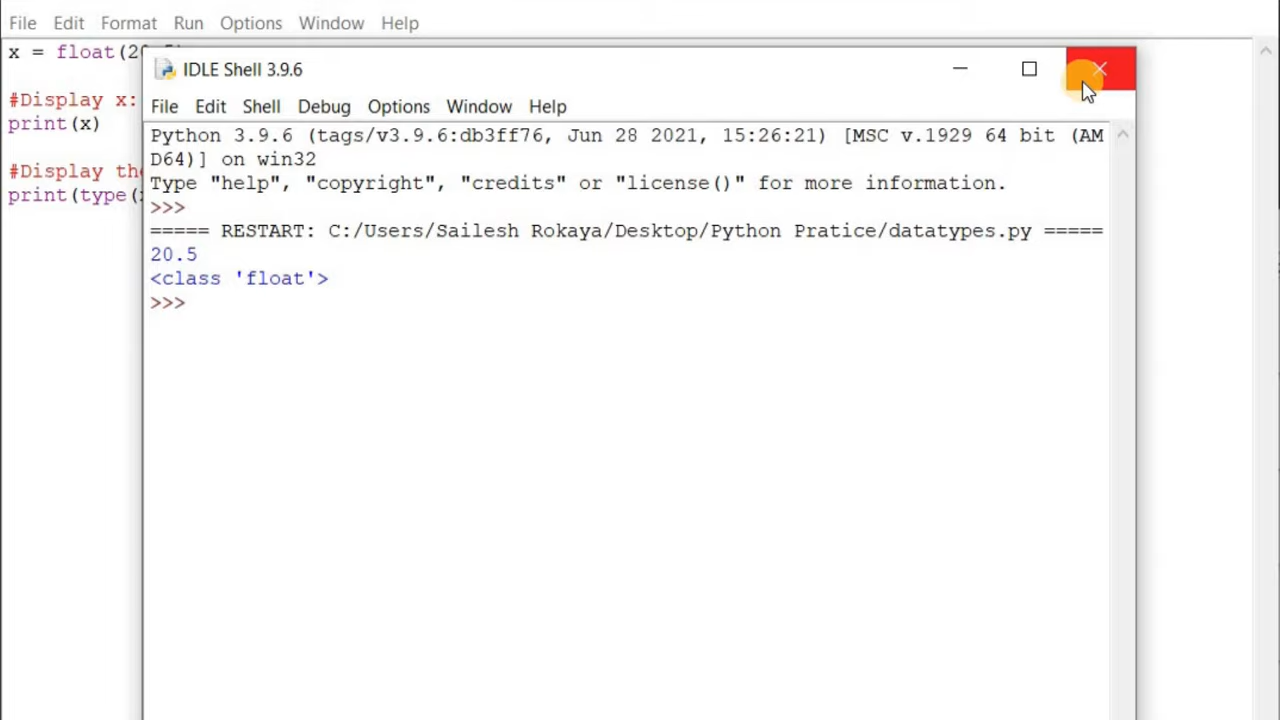 File Edit Format Run Options Window Help
x = float(20
#Display x:
print(x)
#Display the
print(type(
IDLE Shell 3.9.6
File Edit Shell Debug Options Window Help
Python 3.9.6 (tags/v3.9.6:db3ff76, Jun 28 2021, 15:26:21) [MSC v.1929 64 bit (AM
D64)] on win32
Type "help", "copyright", "credits" or "license()" for more information.
>>>
===== RESTART: C:/Users/Sailesh Rokaya/Desktop/Python Pratice/datatypes.py =====
20.5
<class 'float'>
>>>